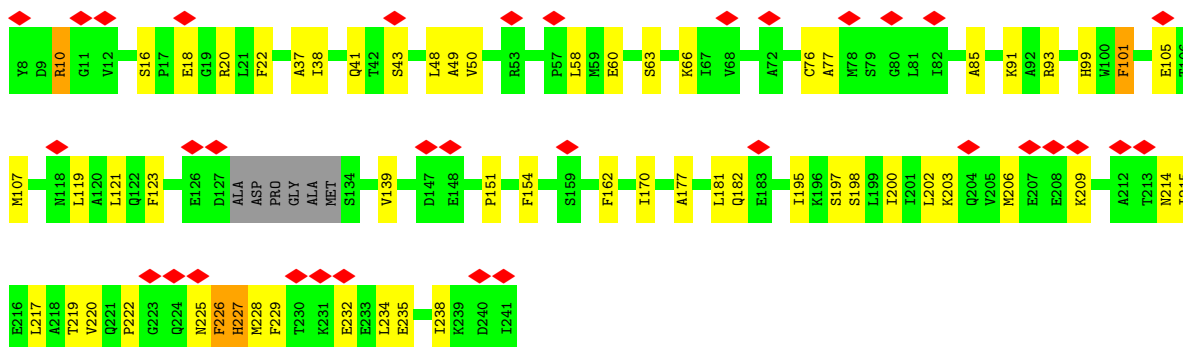 Y8 D9 R10 G11 V12 S16 P17 E18 G19 R20 L21 F22 A37 I38 Q41 T42 S43 L48 A49 V50 R53 P57 L58 M59 E60 S63 K66 I67 V68 A72 C76 A77 M78 S79 G80 L81 I82 A85 K91 A92 R93 H99 W100 F101 E105 T106
M107 N118 L119 A120 L121 Q122 F123 E126 D127 ALA ASP PRO GLY ALA MET S134 V139 D147 E148 P151 F154 S159 F162 I170 A177 L181 Q182 E183 I195 K196 S197 S198 L199 I200 I201 L202 K203 Q204 V205 M206 E207 E208 K209 A212 T213 N214 I215
E216 L217 A218 T219 V220 Q221 P222 G223 Q224 N225 F226 H227 M228 F229 T230 K231 E232 E233 L234 E235 I238 K239 D240 I241